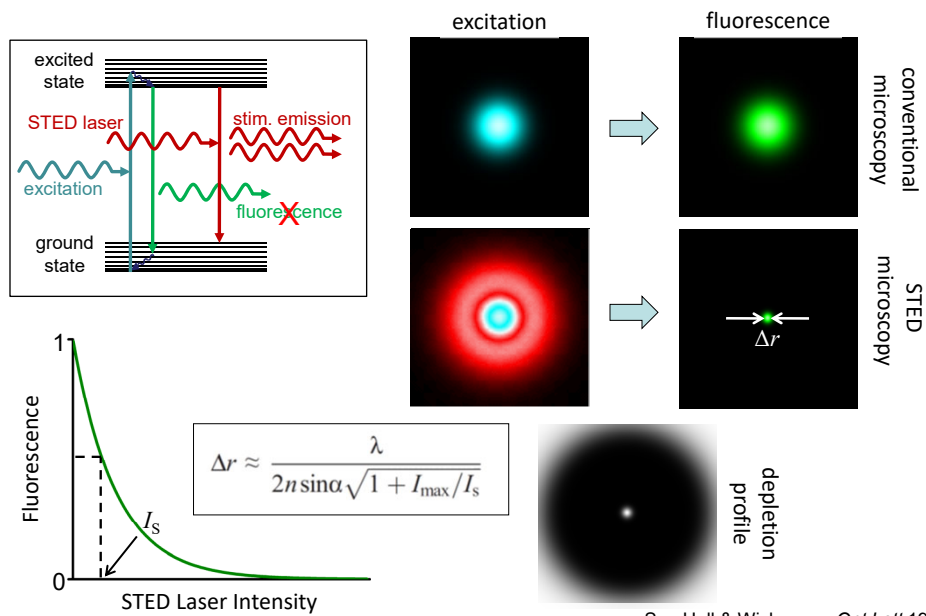 excitation
fluorescence
excited
state
STED laser
stim. emission
excitation
fluorescence
X
ground
state
conventional
microscopy
STED
microscopy
Δr
1
Fluorescence
I_S
0
STED Laser Intensity
Δr ≈ λ / 2n sinα√(1 + I_max/I_s)
depletion
profile